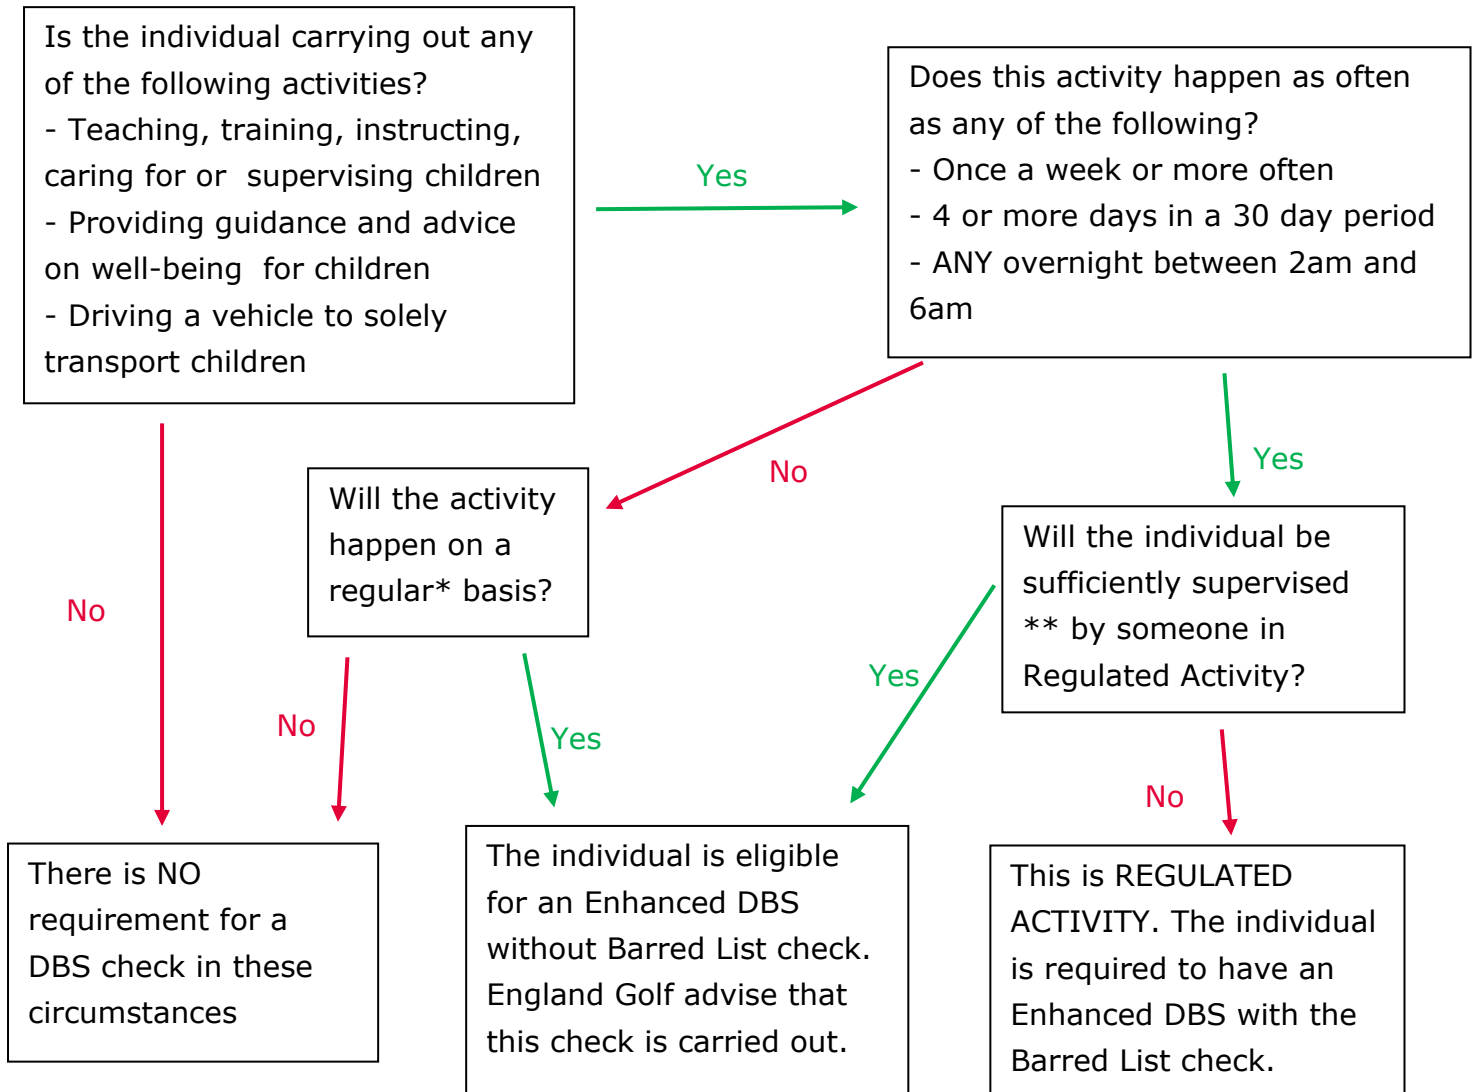 Is the individual carrying out any
of the following activities?
- Teaching, training, instructing,
caring for or  supervising children
- Providing guidance and advice
on well-being  for children
- Driving a vehicle to solely
transport children
Yes
Does this activity happen as often
as any of the following?
- Once a week or more often
- 4 or more days in a 30 day period
- ANY overnight between 2am and
6am
No
Yes
Will the activity
happen on a
regular* basis?
Will the individual be
sufficiently supervised
** by someone in
Regulated Activity?
No
No
Yes
Yes
No
There is NO
requirement for a
DBS check in these
circumstances
The individual is eligible
for an Enhanced DBS
without Barred List check.
England Golf advise that
this check is carried out.
This is REGULATED
ACTIVITY. The individual
is required to have an
Enhanced DBS with the
Barred List check.